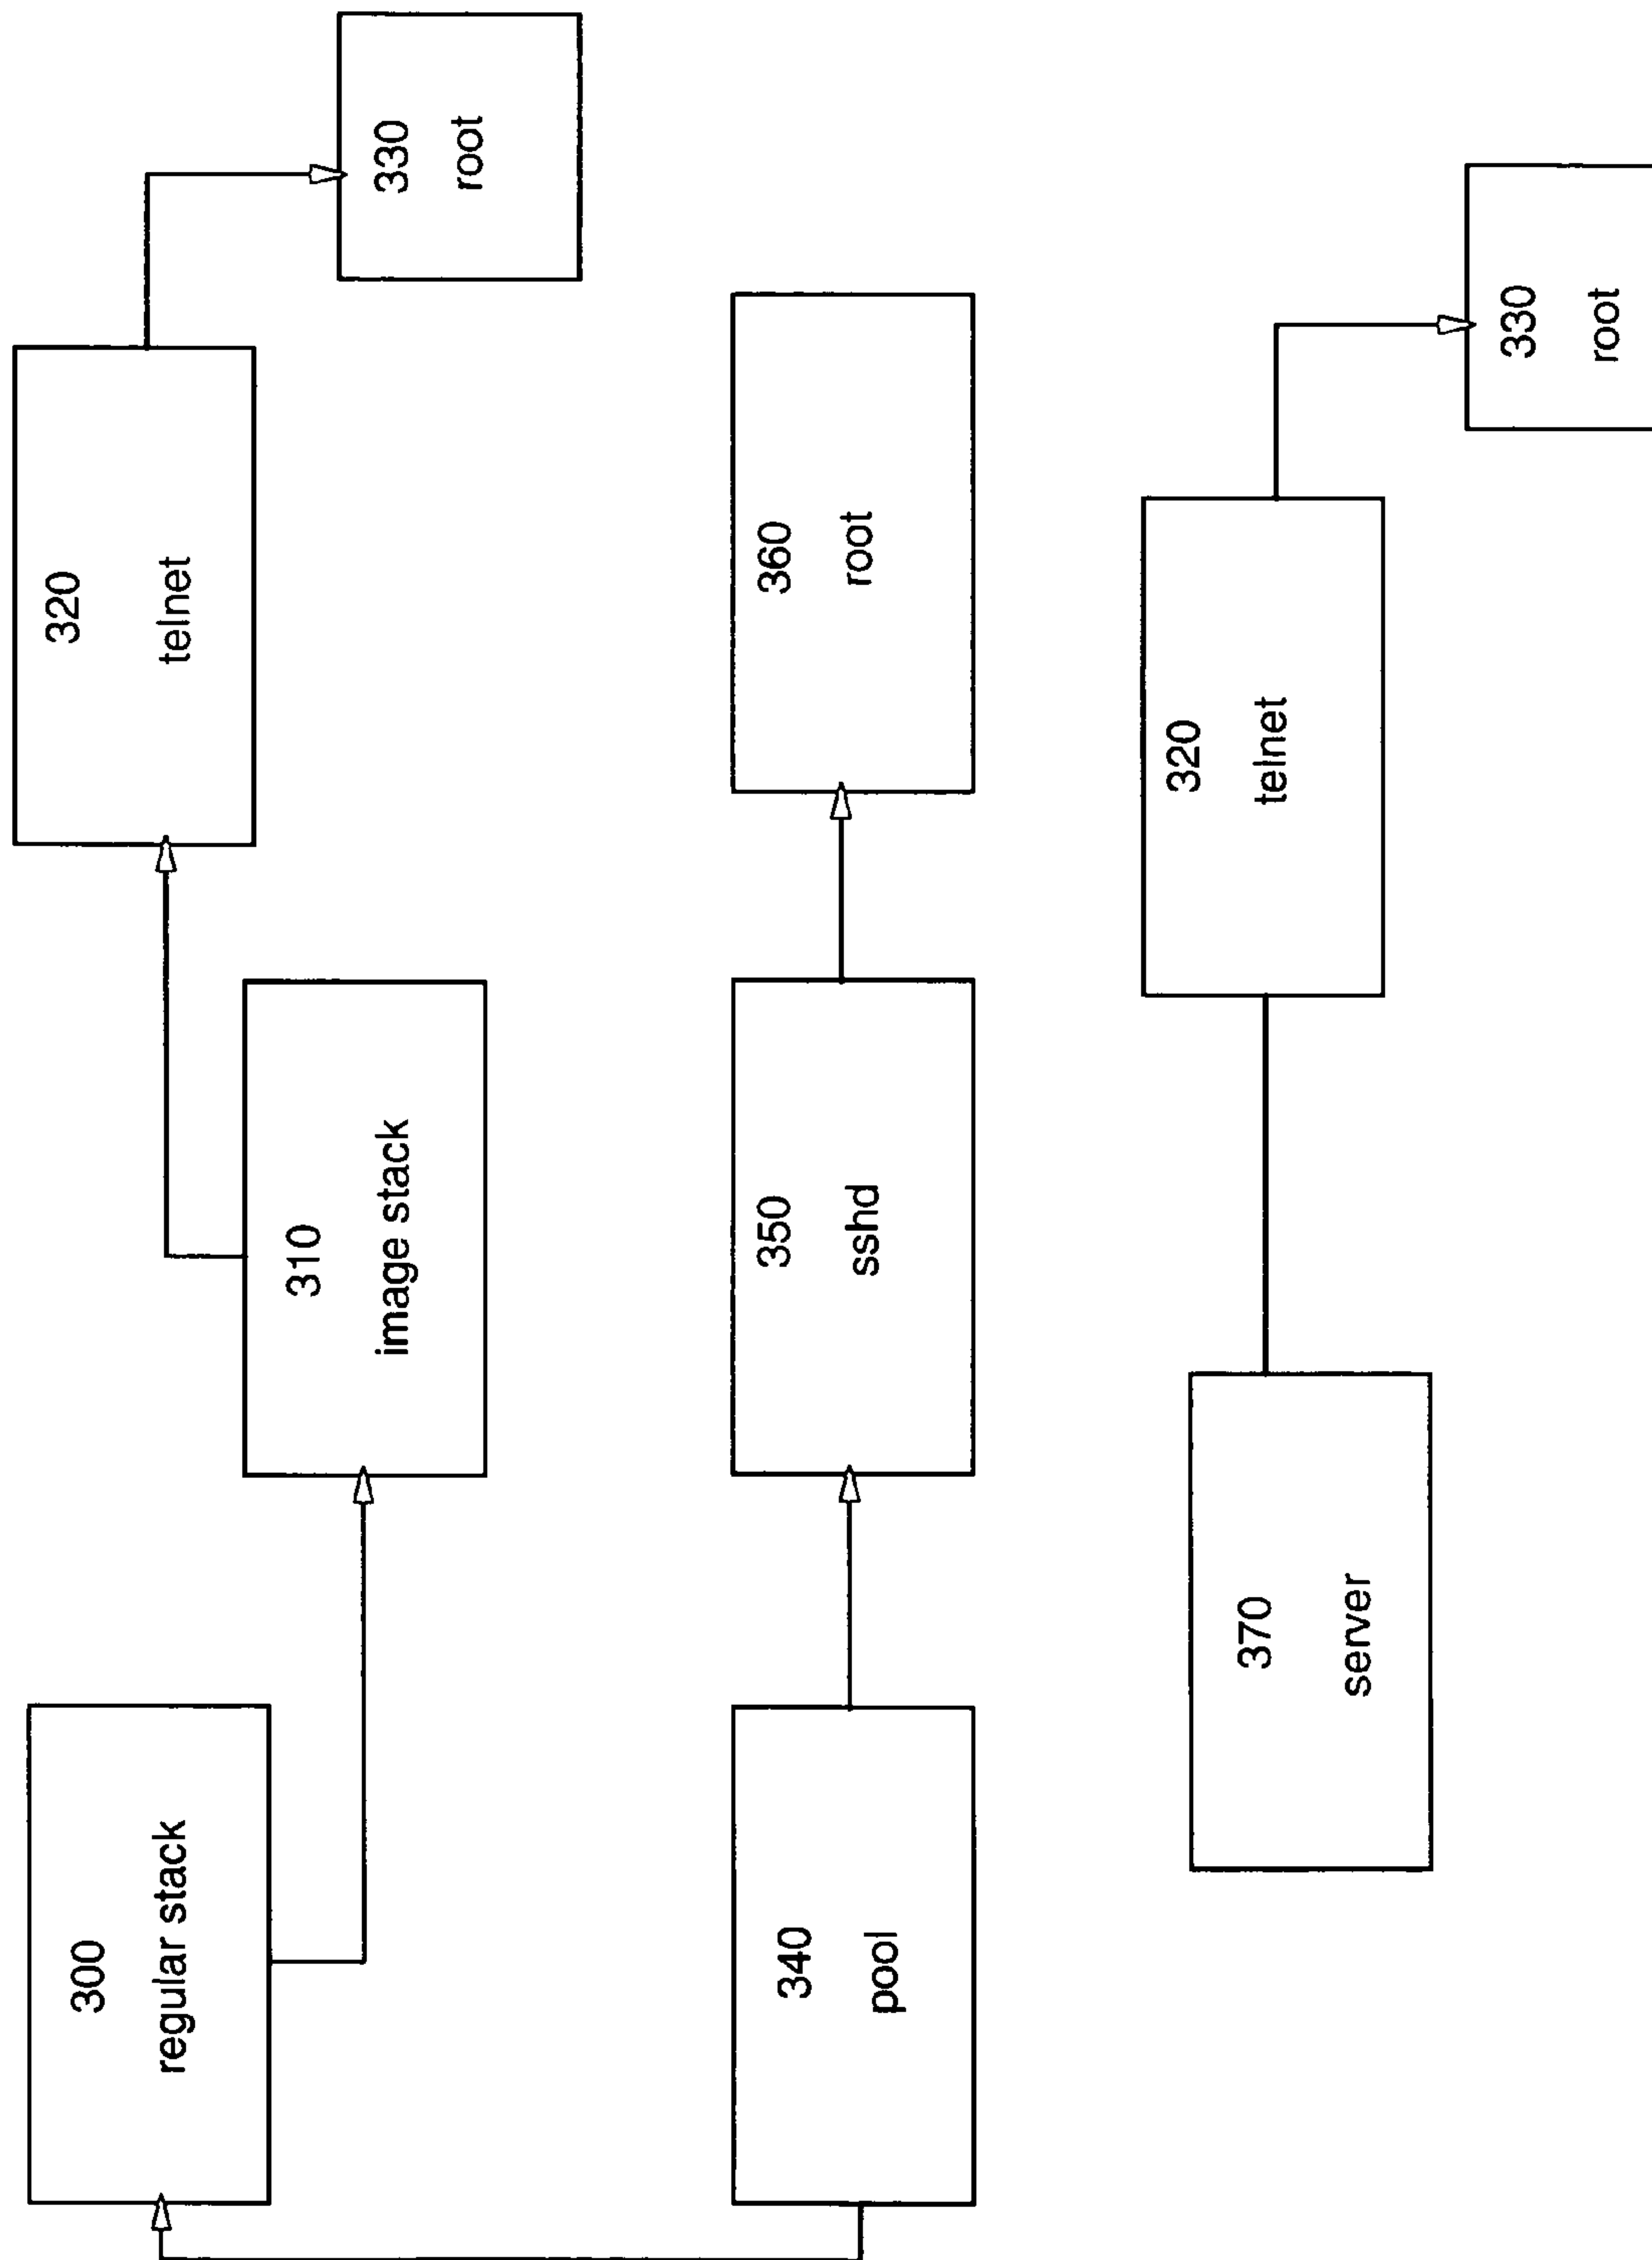 300
regular stack
310
image stack
320
telnet
330
root
340
pool
350
sshd
360
root
370
server
320
telnet
330
root